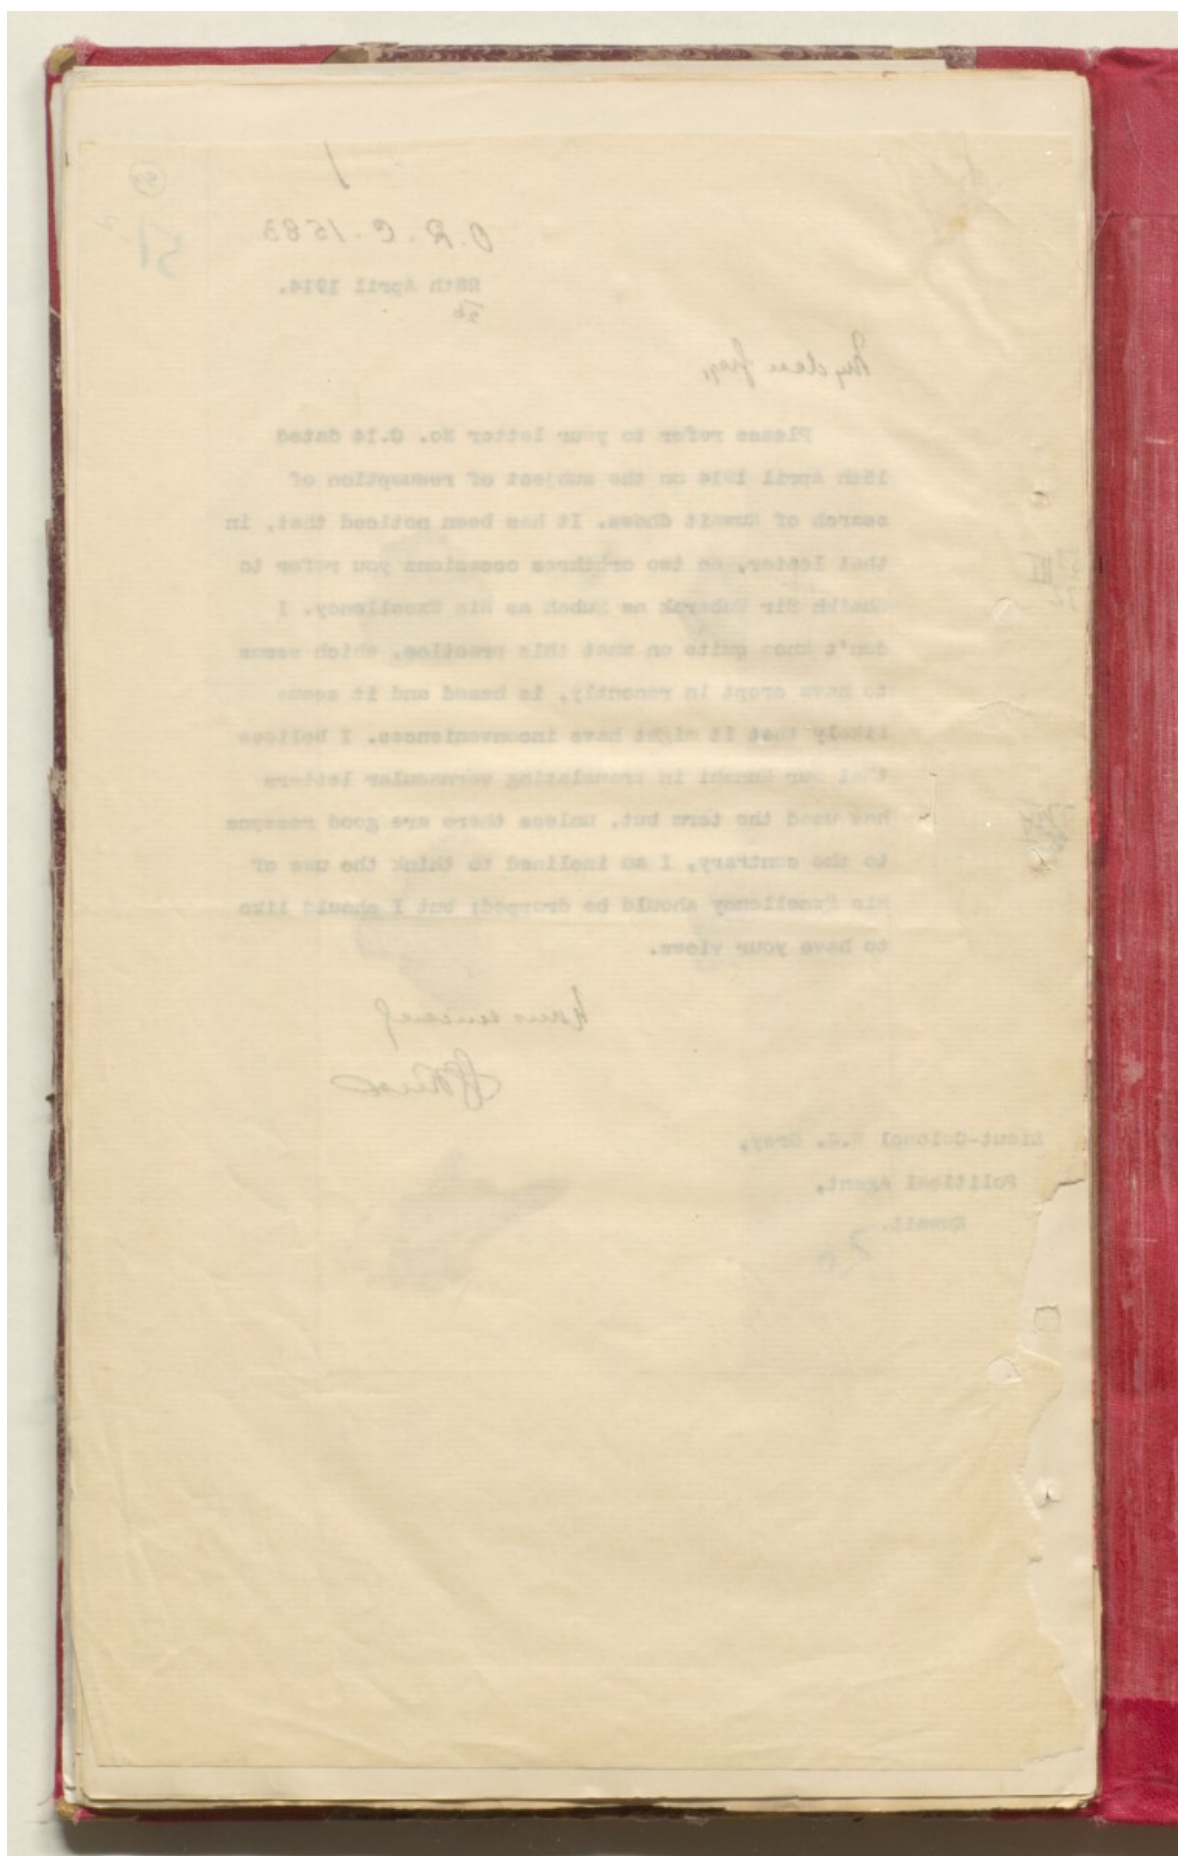 D.R.C. 1583
28th April 1914.
My dear Grey,
Please refer to your letter No. C.14 dated
15th April 1914 on the subject of resumption of
search of Kuwait dhows. It has been noticed that, in
that letter, on two or three occasions you refer to
Sheikh Sir Mubarak as Subah as His Excellency. I
don't know quite on what this practice, which seems
to have crept in recently, is based and it seems
likely that it might have inconveniences. I believe
that our Munshi in translating vernacular letters
has used the term but, unless there are good reasons
to the contrary, I am inclined to think the use of
His Excellency should be dropped; but I should like
to have your views.
Yours sincerely
Lieut-Colonel W.G. Grey,
Political Agent,
Kuwait.